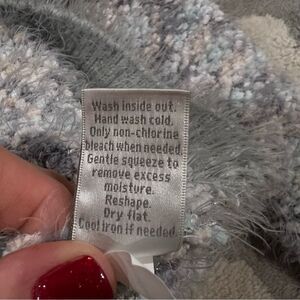 Wash inside out.
Hand wash cold.
Only non-chlorine
bleach when needed.
Gentle squeeze to
remove excess
moisture.
Reshape.
Dry flat.
Cool iron if needed.